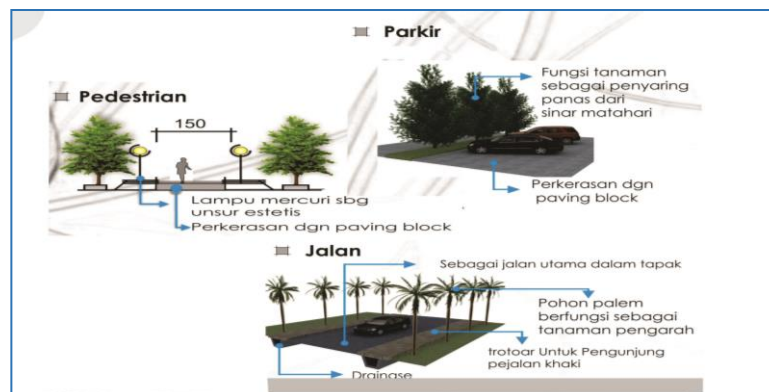 Parkir
Fungsi tanaman
sebagai penyaring
panas dari
sinar matahari
Perkerasan dgn
paving block
Pedestrian
150
Lampu mercuri sbg
unsur estetis
Perkerasan dgn paving block
Jalan
Sebagai jalan utama dalam tapak
Pohon palem
berfungsi sebagai
tanaman pengarah
trotoar Untuk Pengunjung
pejalan khaki
Drainase